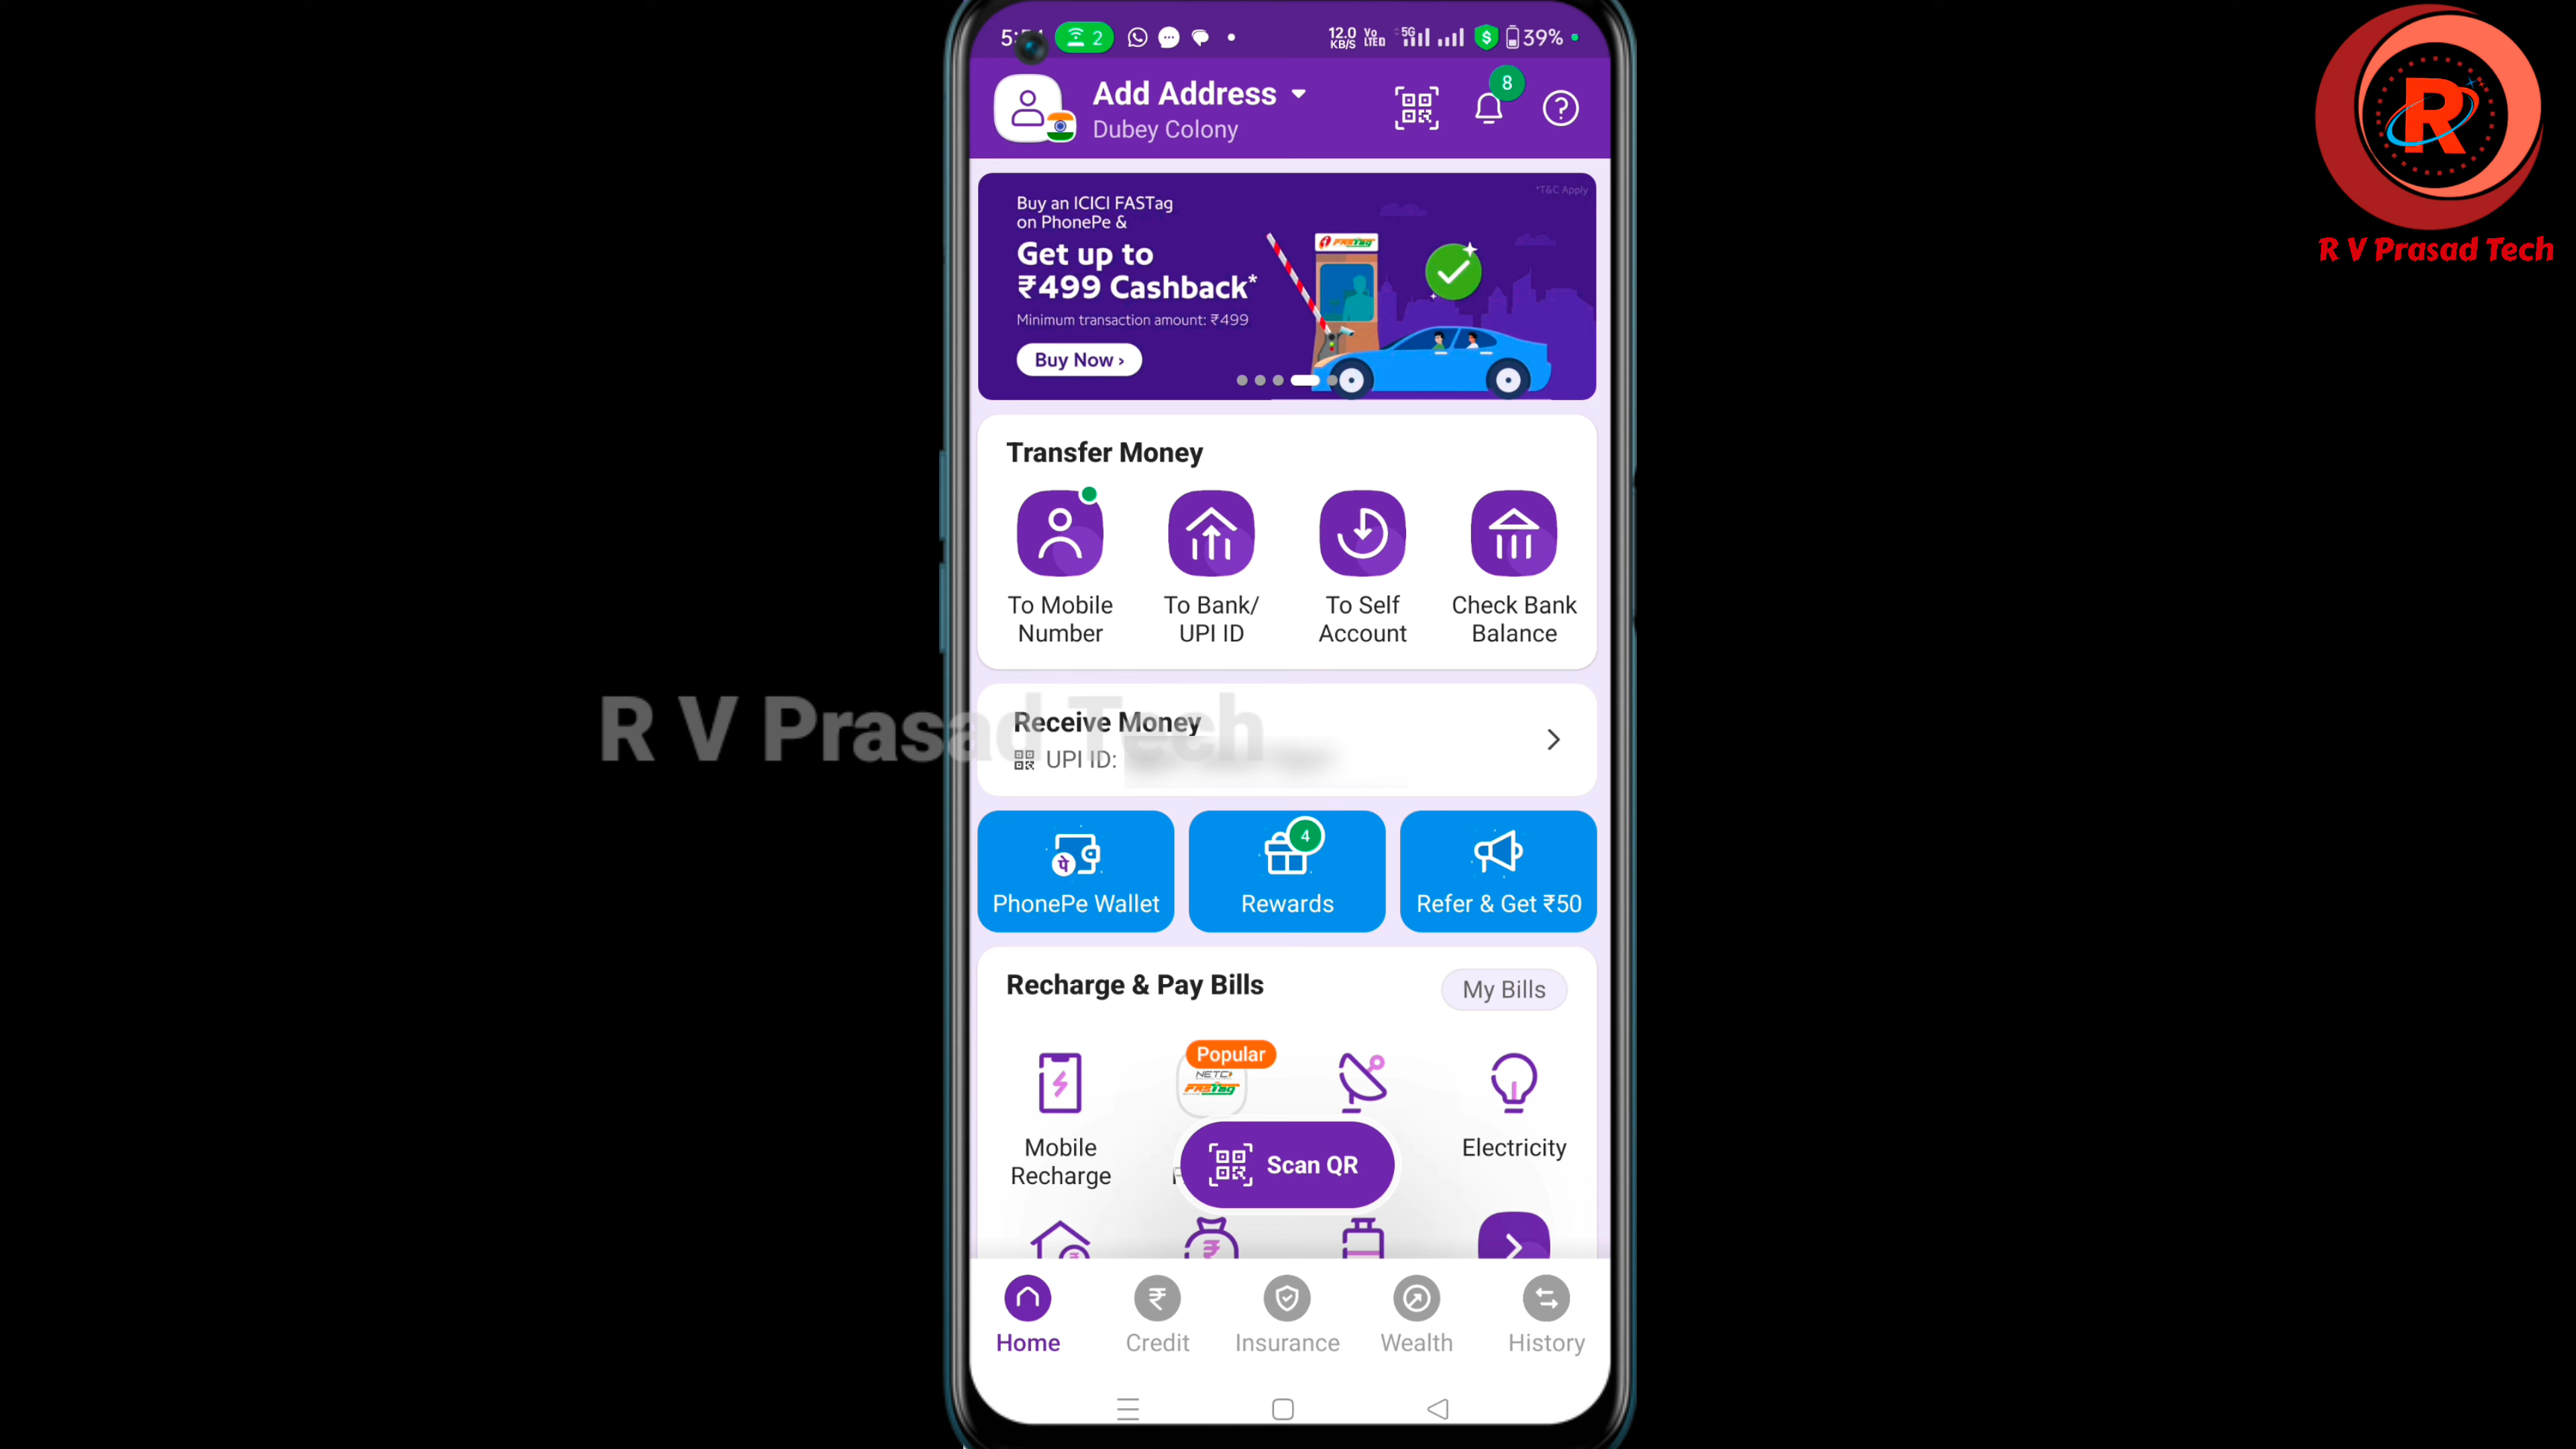 5:
2
12.0
KB/S
Vo
LTED
5G
39%
Add Address
Dubey Colony
8
R
R V Prasad Tech
Buy an ICICI FASTag
on PhonePe &
Get up to
₹499 Cashback*
Minimum transaction amount: ₹499
Buy Now ›
*T&C Apply
FASTag
Transfer Money
To Mobile
Number
To Bank/
UPI ID
To Self
Account
Check Bank
Balance
R V Prasad Tech
Receive Money
UPI ID:
पे
PhonePe Wallet
4
Rewards
Refer & Get ₹50
Recharge & Pay Bills
My Bills
Popular
NETC
FASTag
Mobile
Recharge
Electricity
Scan QR
Home
Credit
Insurance
Wealth
History